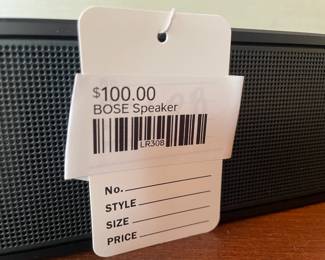 $100.00
BOSE Speaker
LR308
No.
STYLE
SIZE
PRICE